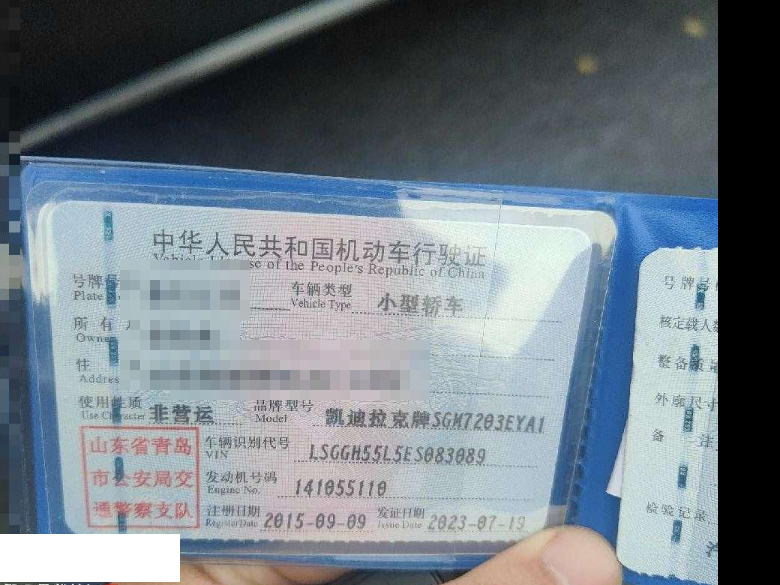 中华人民共和国机动车行驶证
Vehicle License of the People's Republic of China
号牌号
Plate No.
车辆类型
Vehicle Type
小型轿车
所有人
Owner
住
Address
使用性质
Use Character
非营运
品牌型号
Model
凯迪拉克牌SGM7203EYA1
山东省青岛
市公安局交
通警察支队
车辆识别代号
VIN
LSGGH55L5ES083089
发动机号码
Engine No.
141055110
注册日期
Register Date
2015-09-09
发证日期
Issue Date
2023-07-19
号牌号
核定载人数
整备质量
外廓尺寸
备 注
检验记录